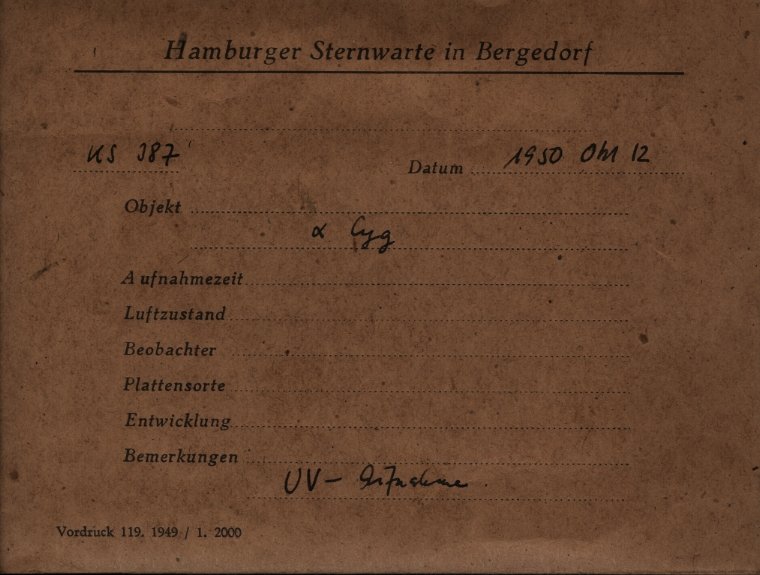 Hamburger Sternwarte in Bergedorf
KS 387
Datum 1950 Okt 12
Objekt
α Cyg
Aufnahmezeit
Luftzustand
Beobachter
Plattensorte
Entwicklung
Bemerkungen
UV - Aufnahme
Vordruck 119. 1949 / 1. 2000